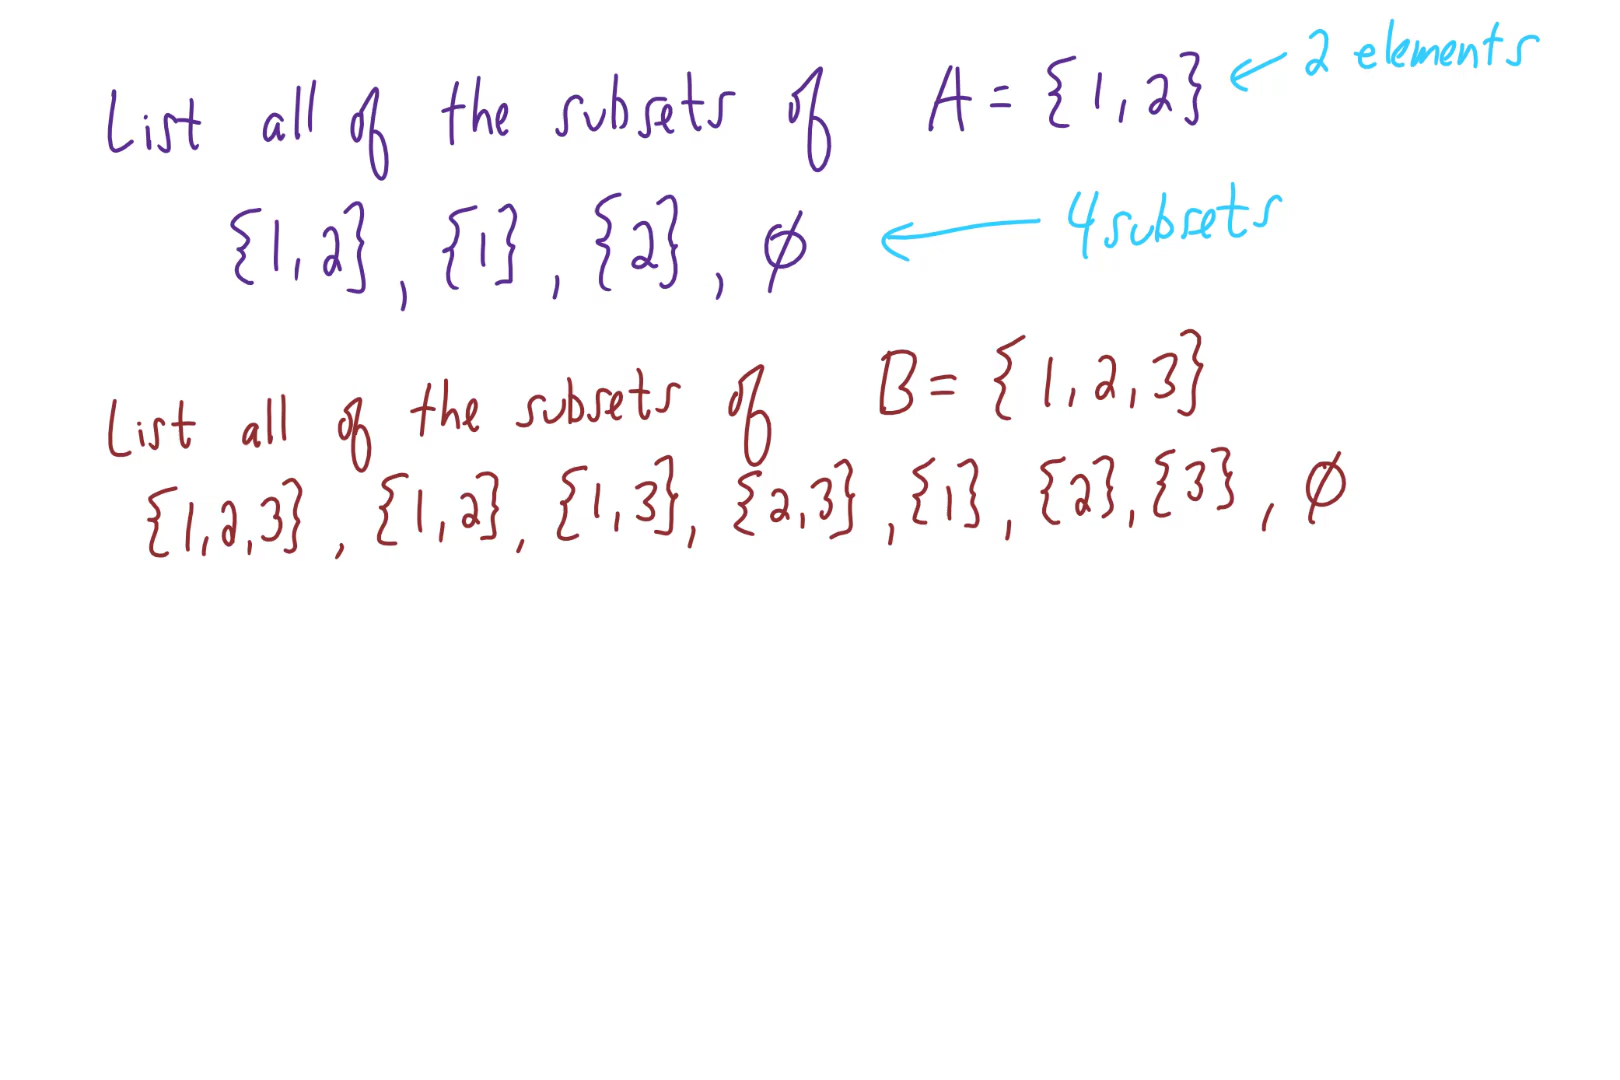 List all of the subsets of A = {1, 2} ← 2 elements
{1, 2}, {1}, {2}, ∅ ← 4 subsets
List all of the subsets of B = {1, 2, 3}
{1, 2, 3}, {1, 2}, {1, 3}, {2, 3}, {1}, {2}, {3}, ∅